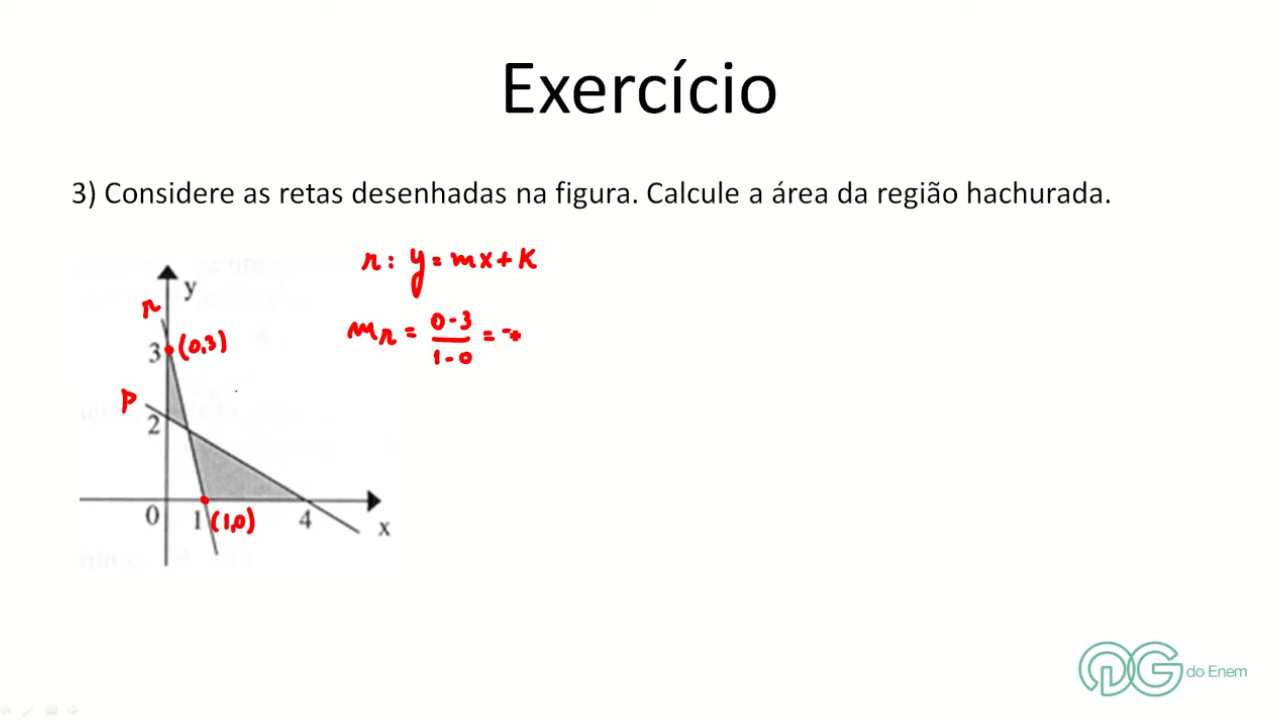 Exercício
3) Considere as retas desenhadas na figura. Calcule a área da região hachurada.
r: y = mx + K
y
r
mr = 0-3 / 1-0 = -
3 (0,3)
P
2
0 1 (1,0) 4 x
DG do Enem